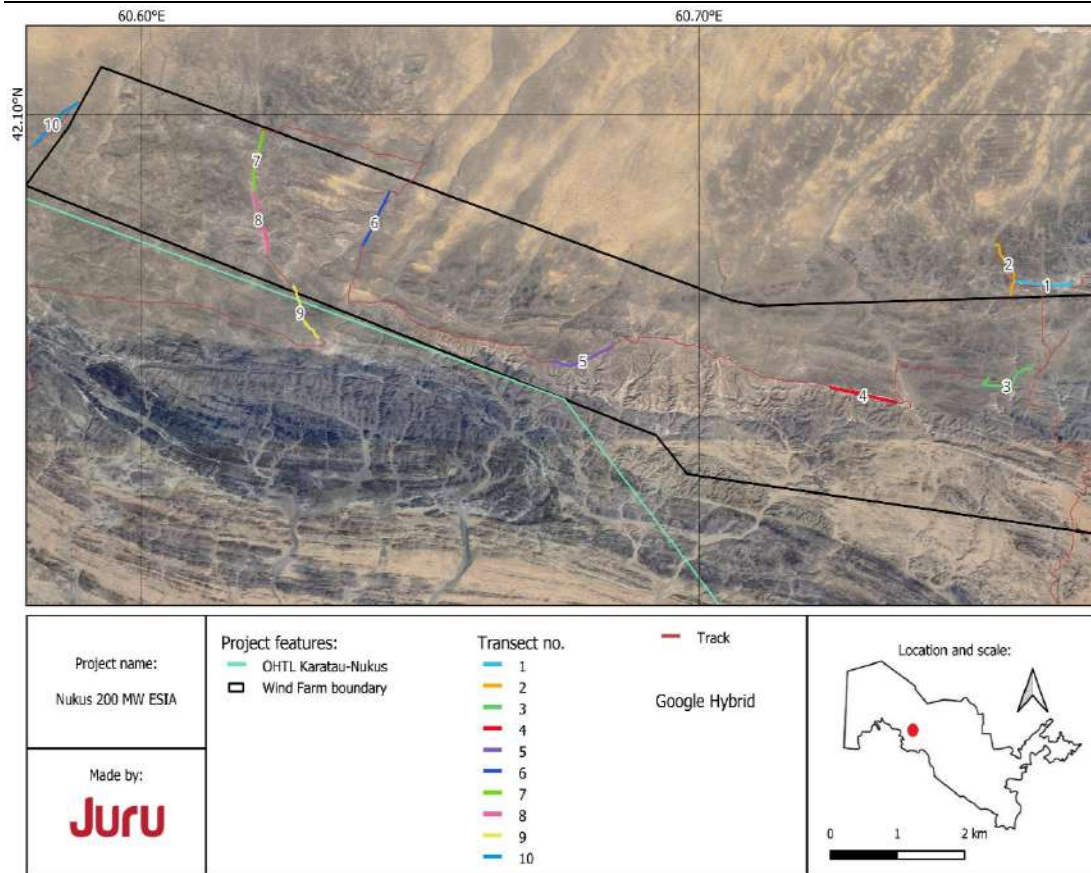 60.60°E
60.70°E
42.10°N
10
7
8
6
9
5
4
2
1
3
Project name:
Nukus 200 MW ESIA
Made by:
Juru
Project features:
OHTL Karatau-Nukus
Wind Farm boundary
Transect no.
1
2
3
4
5
6
7
8
9
10
Track
Google Hybrid
Location and scale:
0 1 2 km